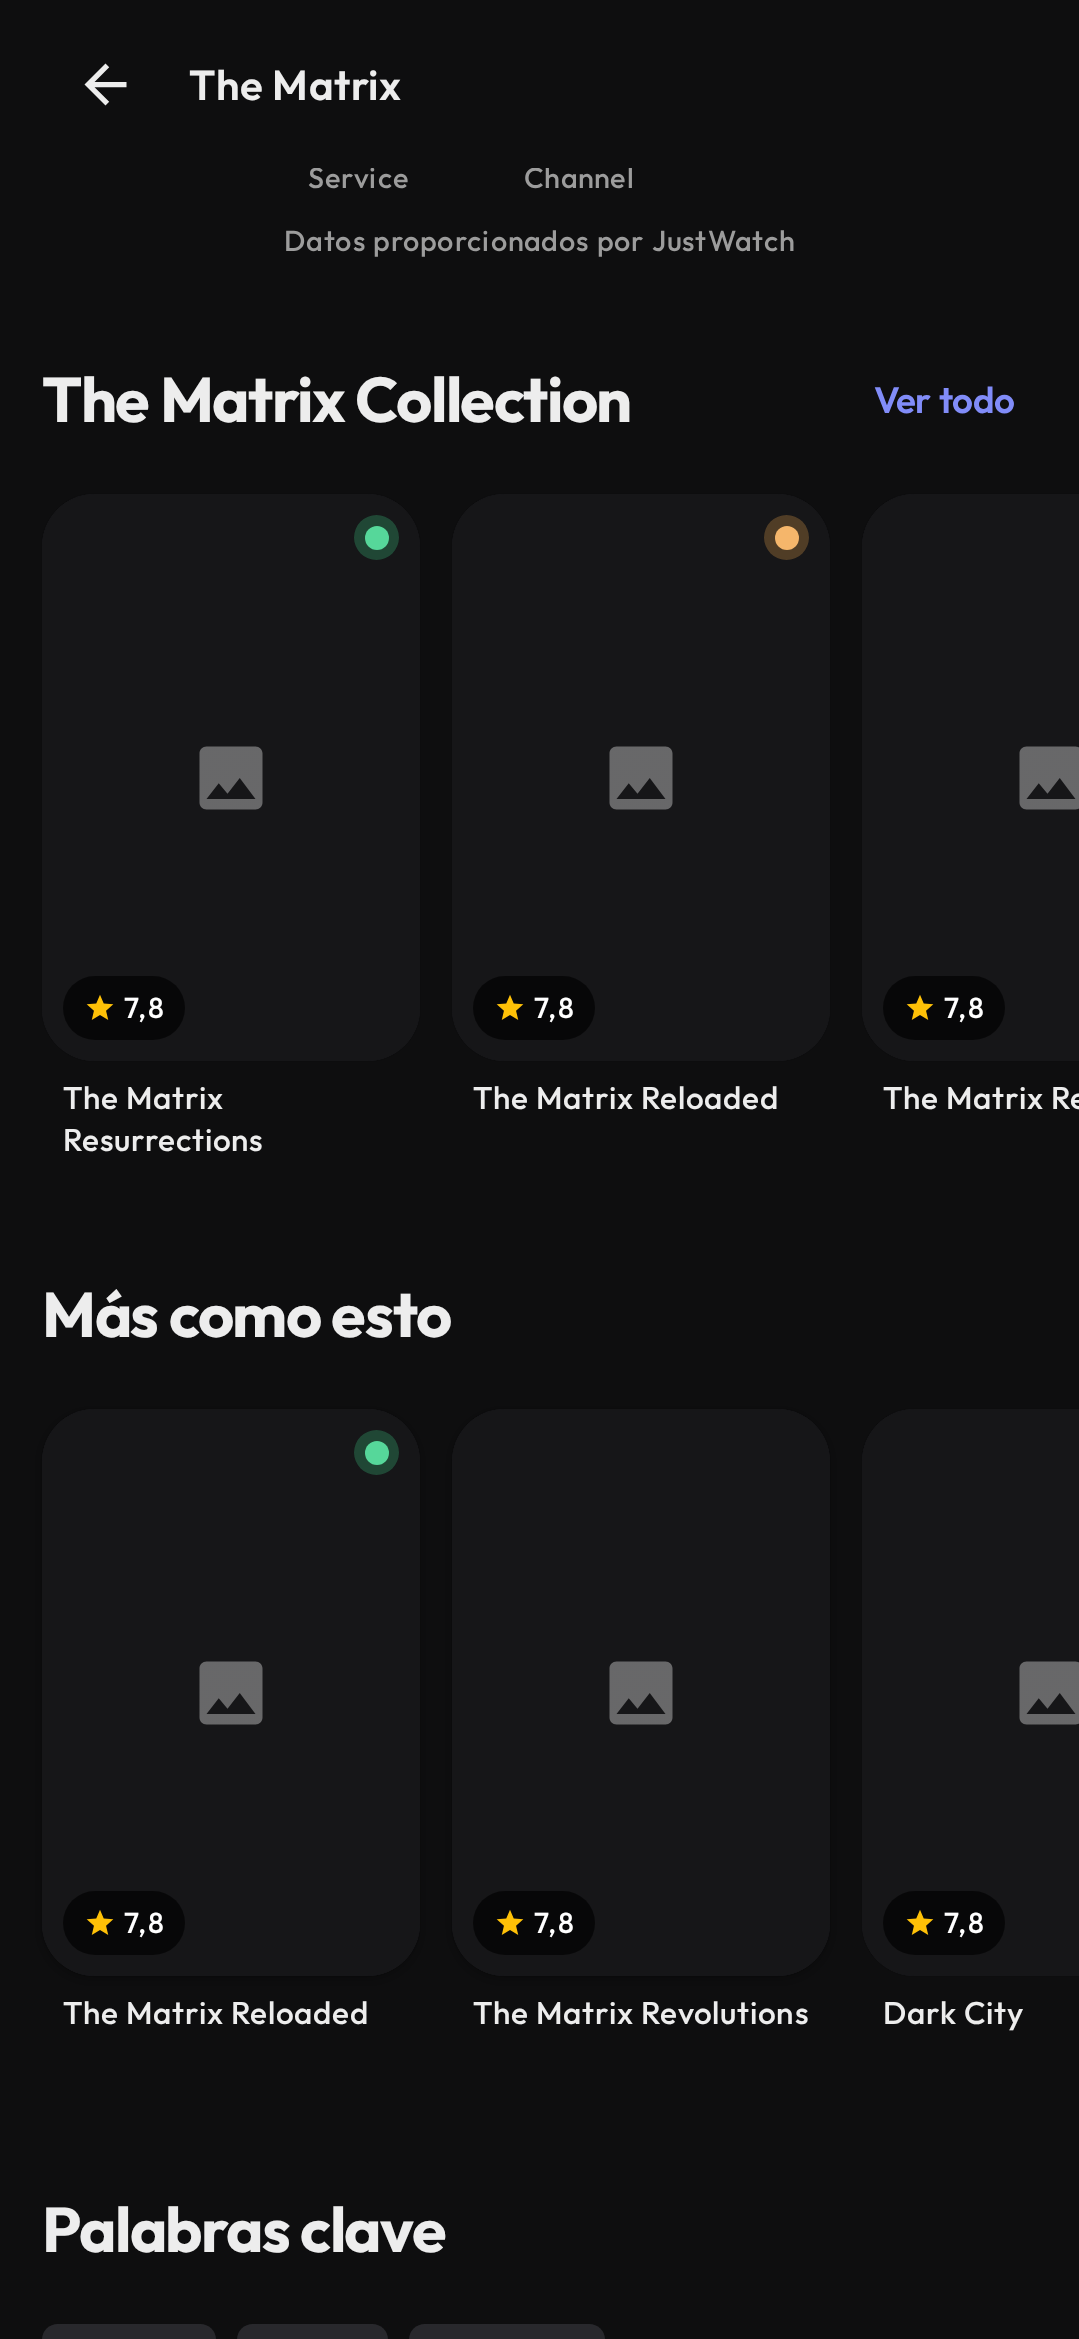 The Matrix
Service Channel
Datos proporcionados por JustWatch
The Matrix Collection Ver todo
7,8 7,8 7,8
The Matrix The Matrix Reloaded The Matrix
Resurrections
Más como esto
7,8 7,8 7,8
The Matrix Reloaded The Matrix Revolutions Dark City
Palabras clave